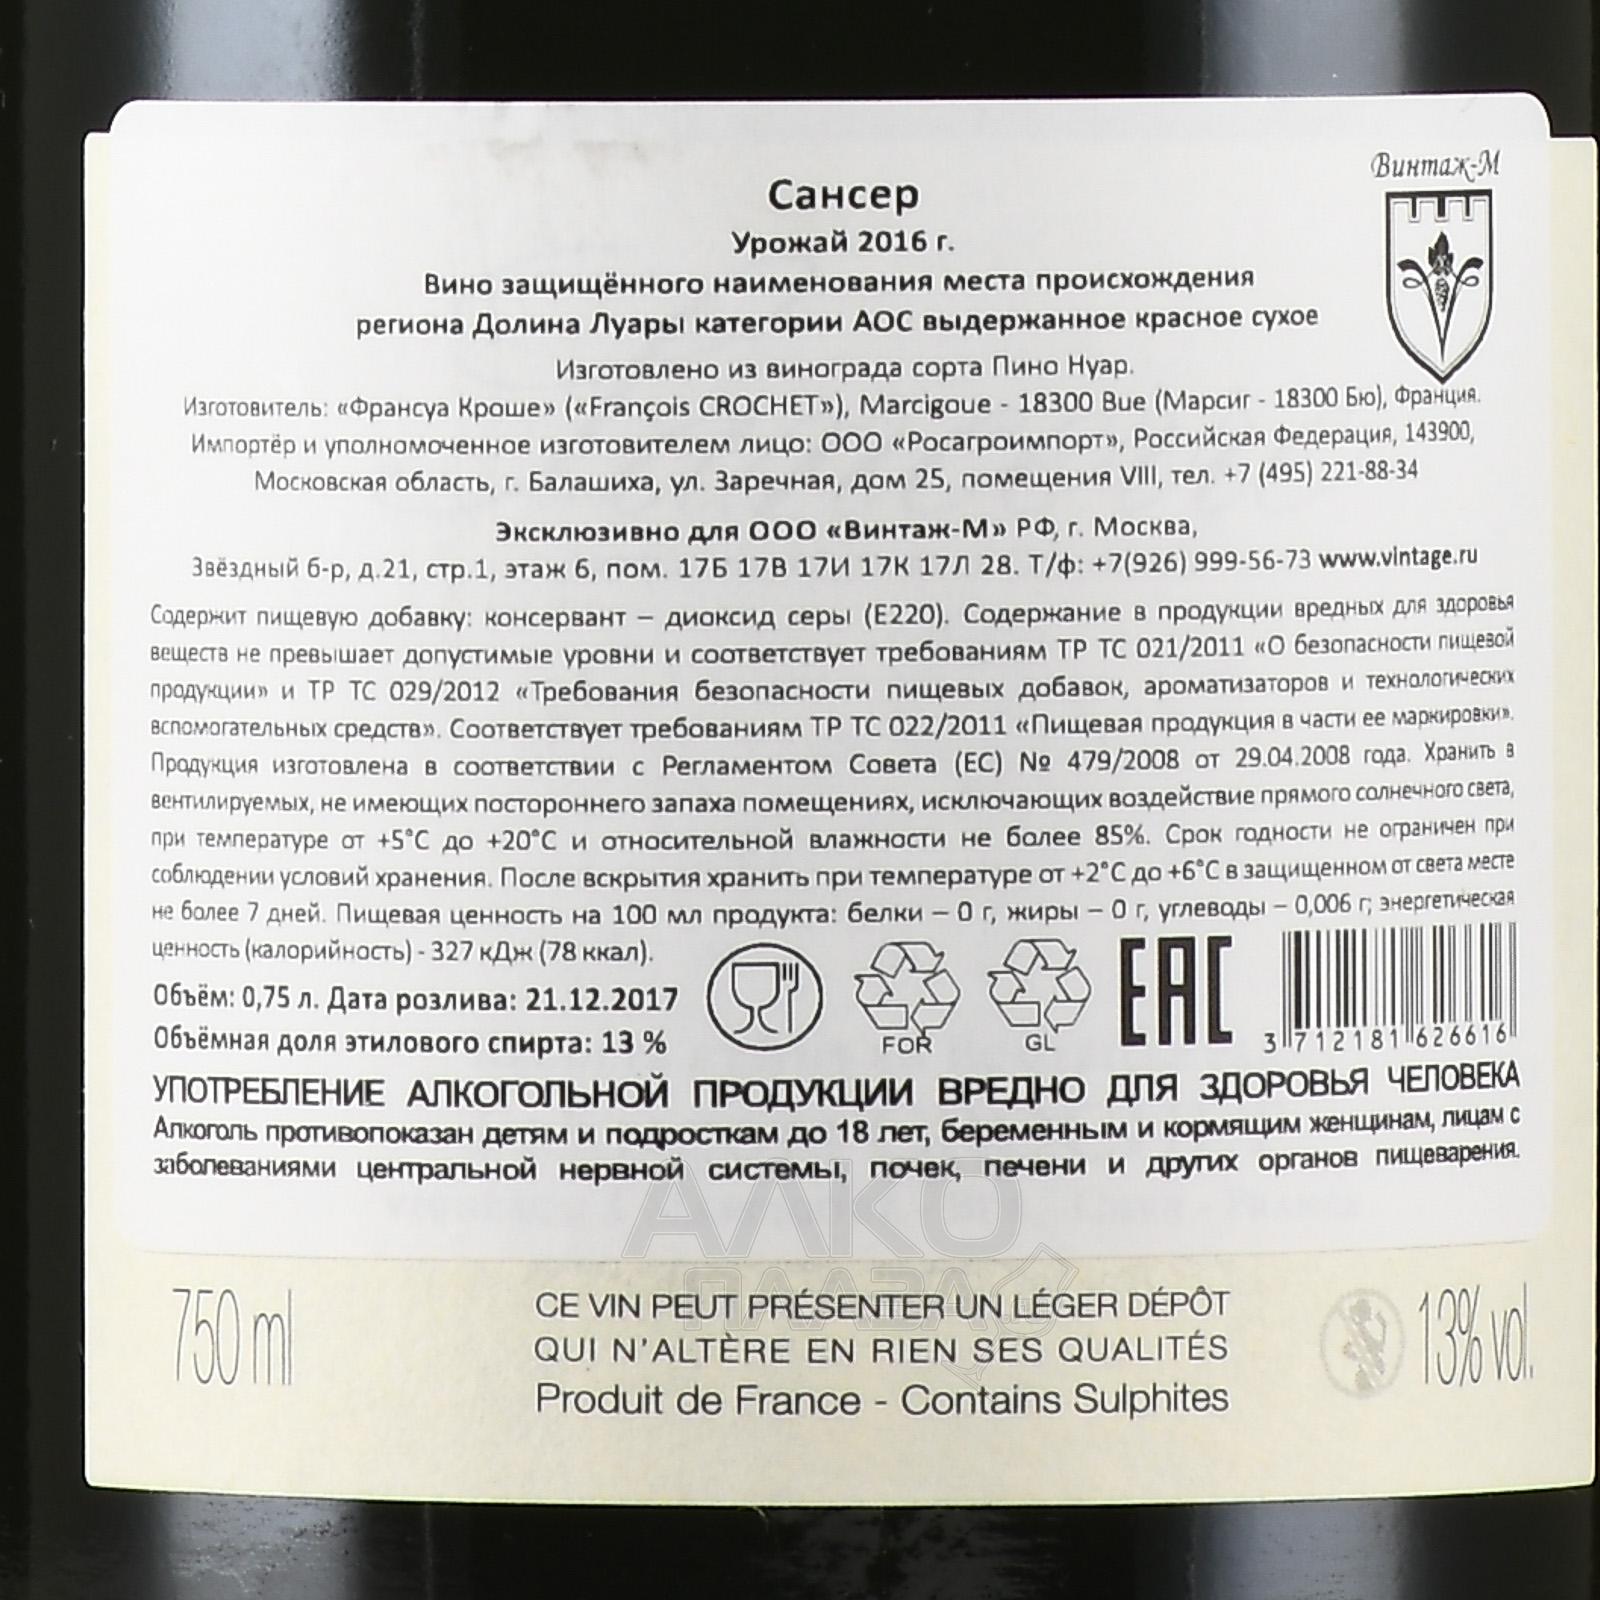 Винтаж-М
Сансер
Урожай 2016 г.
Вино защищённого наименования места происхождения
региона Долина Луары категории АОС выдержанное красное сухое
Изготовлено из винограда сорта Пино Нуар.
Изготовитель: «Франсуа Кроше» («François CROCHET»), Marcigoue - 18300 Bue (Марсиг - 18300 Бю), Франция.
Импортёр и уполномоченное изготовителем лицо: ООО «Росагроимпорт», Российская Федерация, 143900,
Московская область, г. Балашиха, ул. Заречная, дом 25, помещения VIII, тел. +7 (495) 221-88-34
Эксклюзивно для ООО «Винтаж-М» РФ, г. Москва,
Звёздный б-р, д.21, стр.1, этаж 6, пом. 17Б 17В 17И 17К 17Л 28. Т/ф: +7(926) 999-56-73 www.vintage.ru
Содержит пищевую добавку: консервант – диоксид серы (Е220). Содержание в продукции вредных для здоровья
веществ не превышает допустимые уровни и соответствует требованиям ТР ТС 021/2011 «О безопасности пищевой
продукции» и ТР ТС 029/2012 «Требования безопасности пищевых добавок, ароматизаторов и технологических
вспомогательных средств». Соответствует требованиям ТР ТС 022/2011 «Пищевая продукция в части ее маркировки».
Продукция изготовлена в соответствии с Регламентом Совета (ЕС) № 479/2008 от 29.04.2008 года. Хранить в
вентилируемых, не имеющих постороннего запаха помещениях, исключающих воздействие прямого солнечного света,
при температуре от +5°С до +20°С и относительной влажности не более 85%. Срок годности не ограничен при
соблюдении условий хранения. После вскрытия хранить при температуре от +2°С до +6°С в защищенном от света месте
не более 7 дней. Пищевая ценность на 100 мл продукта: белки – 0 г, жиры – 0 г, углеводы – 0,006 г; энергетическая
ценность (калорийность) - 327 кДж (78 ккал).
Объём: 0,75 л. Дата розлива: 21.12.2017
Объёмная доля этилового спирта: 13 %
FOR
GL
EAC
3 712181 626616
УПОТРЕБЛЕНИЕ АЛКОГОЛЬНОЙ ПРОДУКЦИИ ВРЕДНО ДЛЯ ЗДОРОВЬЯ ЧЕЛОВЕКА
Алкоголь противопоказан детям и подросткам до 18 лет, беременным и кормящим женщинам, лицам с
заболеваниями центральной нервной системы, почек, печени и других органов пищеварения.
АЛКО
ПЛАЗА
750 ml
CE VIN PEUT PRÉSENTER UN LÉGER DÉPÔT
QUI N'ALTÈRE EN RIEN SES QUALITÉS
Produit de France - Contains Sulphites
13% vol.